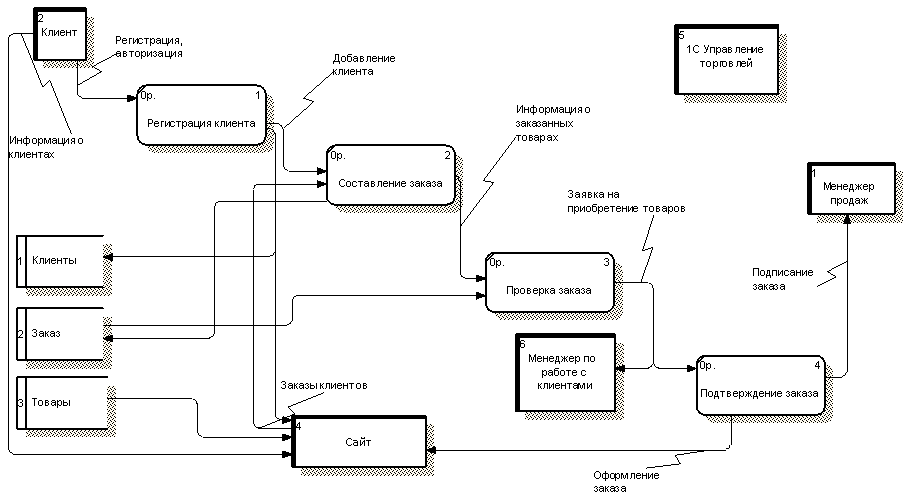 2
Клиент
Регистрация,
авторизация
Информация о
клиентах
0р.
1
Регистрация клиента
Добавление
клиента
0р.
2
Составление заказа
Информация о
заказанных
товарах
5
1С Управление
торговлей
1
Менеджер
продаж
Заявка на
приобретение товаров
0р.
3
Проверка заказа
Подписание
заказа
1
Клиенты
2
Заказ
3
Товары
6
Менеджер по
работе с
клиентами
0р.
4
Подтверждение заказа
Заказы клиентов
4
Сайт
Оформление
заказа